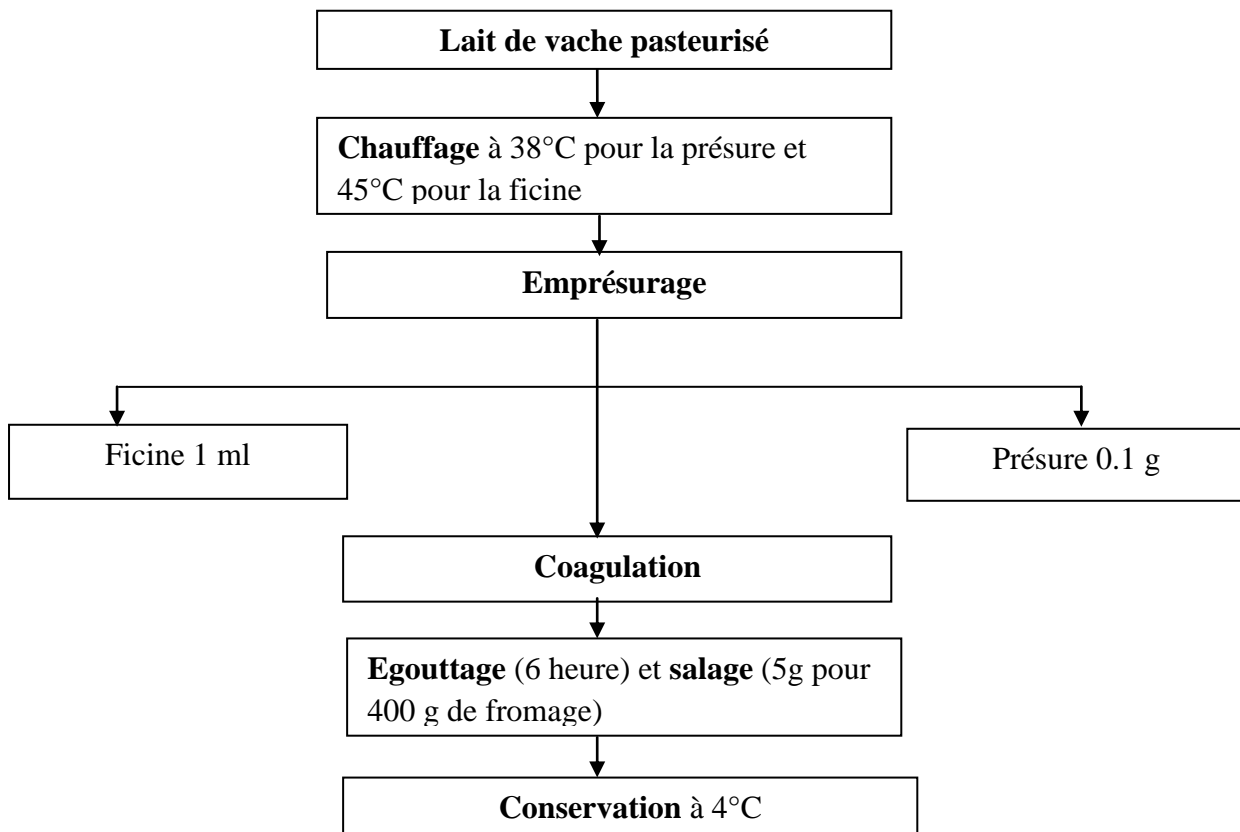 Lait de vache pasteurisé
Chauffage à 38°C pour la présure et
45°C pour la ficine
Emprésurage
Ficine 1 ml
Présure 0.1 g
Coagulation
Egouttage (6 heure) et salage (5g pour
400 g de fromage)
Conservation à 4°C